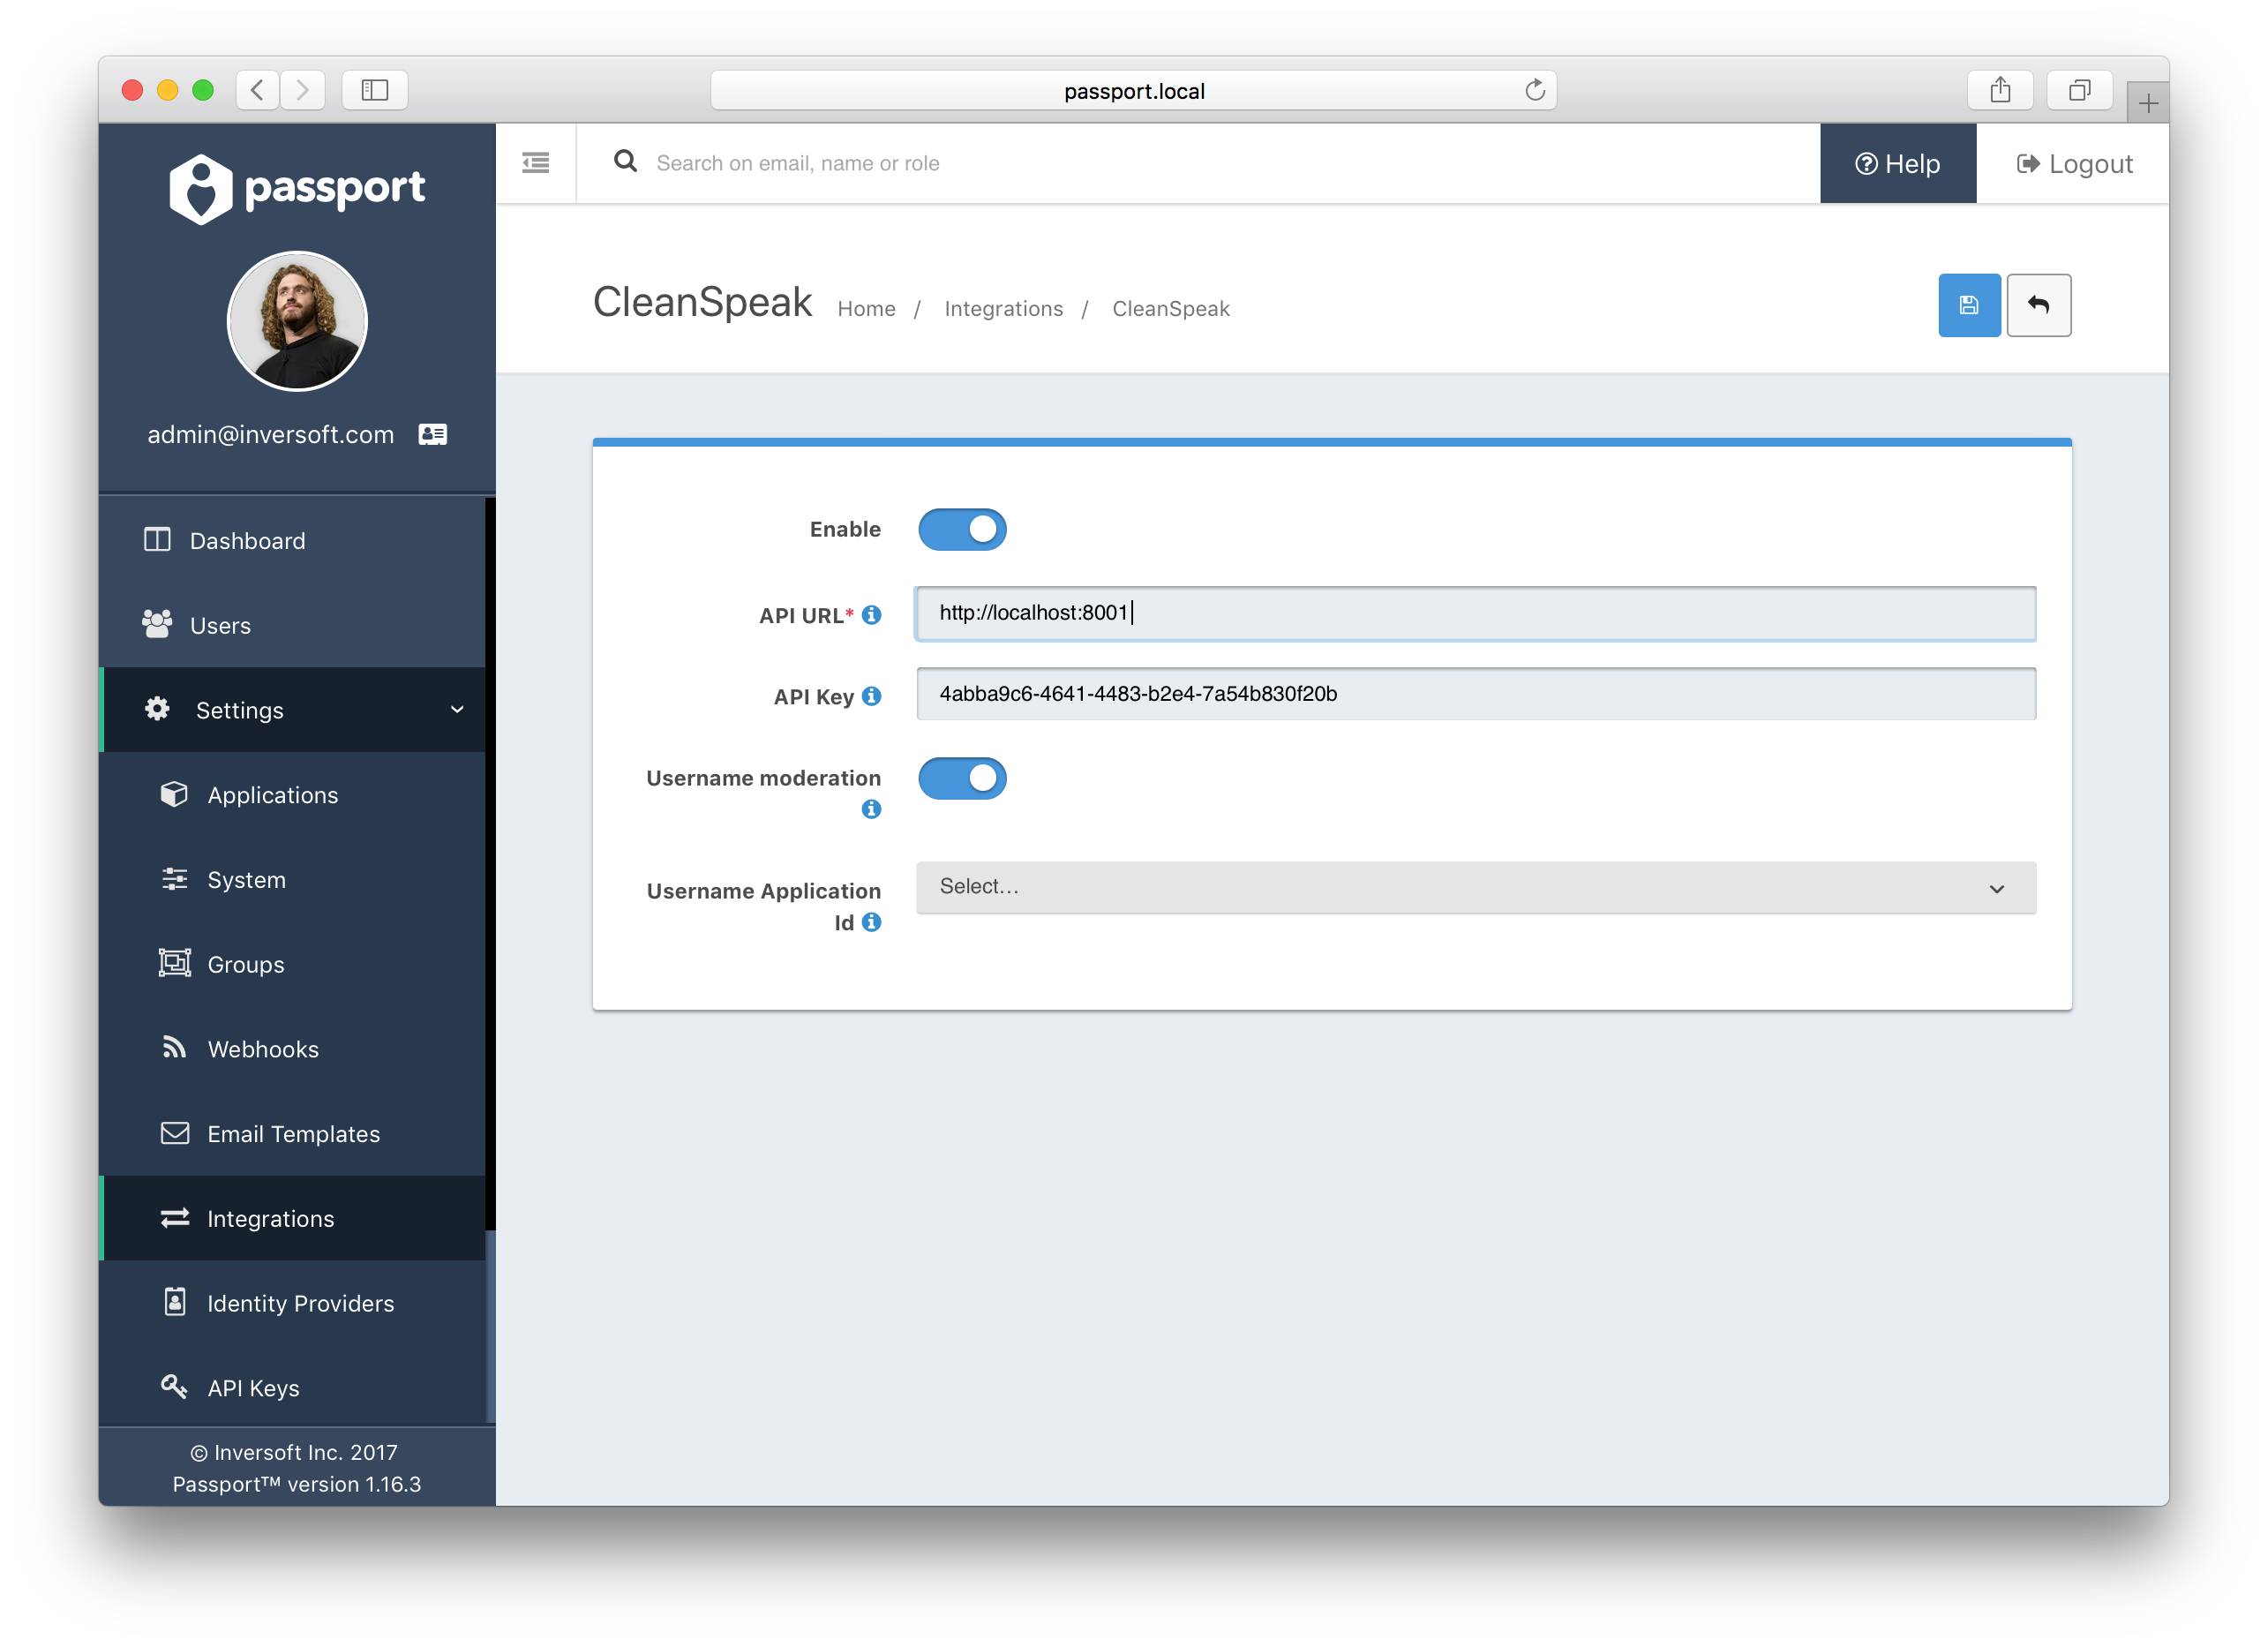 passport.local
passport
Search on email, name or role
Help
Logout
admin@inversoft.com
CleanSpeak
Home / Integrations / CleanSpeak
Dashboard
Users
Settings
Applications
System
Groups
Webhooks
Email Templates
Integrations
Identity Providers
API Keys
© Inversoft Inc. 2017
Passport™ version 1.16.3
Enable
API URL*
http://localhost:8001
API Key
4abba9c6-4641-4483-b2e4-7a54b830f20b
Username moderation
Username Application
Id
Select...